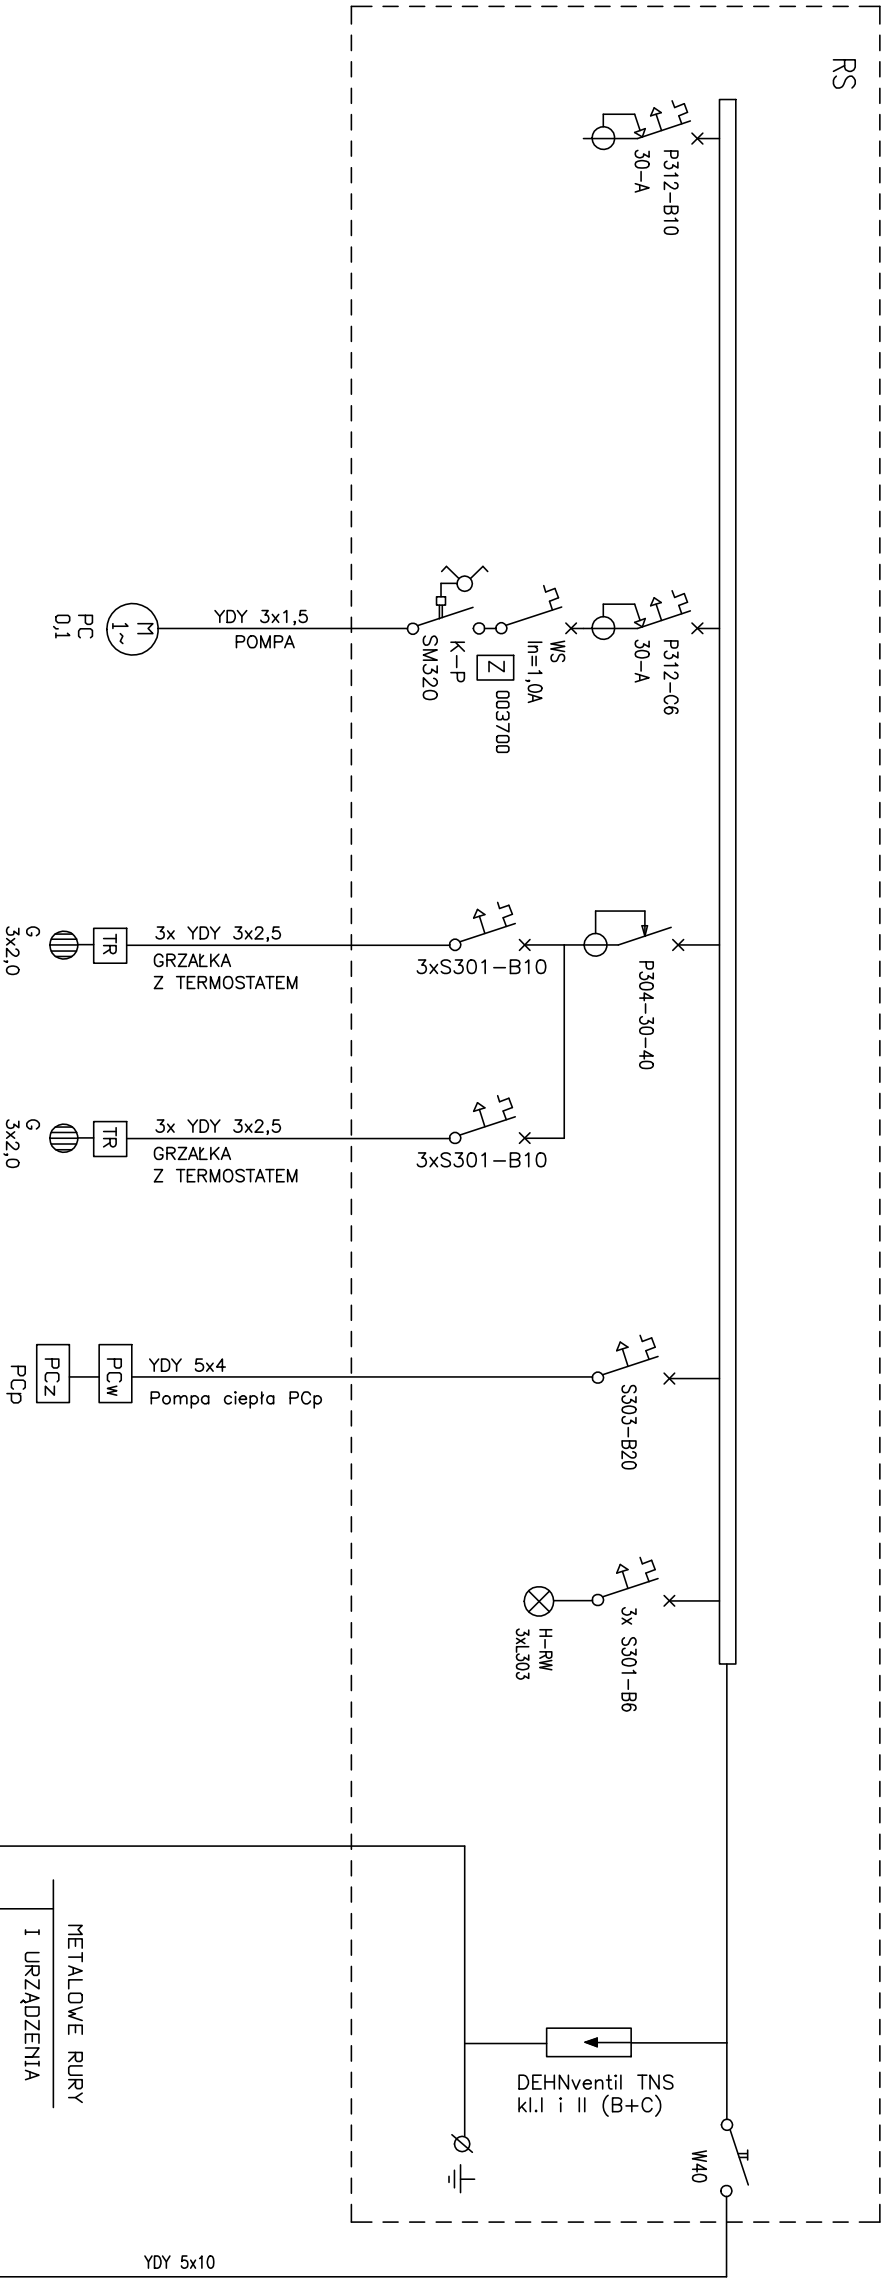 RS
P312-B10
30-A
P312-C6
30-A
WS
In=1,0A
Z
003700
K-P
SM320
YDY 3x1,5
POMPA
M
1~
PC
0,1
P304-30-40
3xS301-B10
3x YDY 3x2,5
GRZAŁKA
Z TERMOSTATEM
TR
G
3x2,0
3xS301-B10
3x YDY 3x2,5
GRZAŁKA
Z TERMOSTATEM
TR
G
3x2,0
S303-B20
YDY 5x4
Pompa ciepła PCp
PCw
PCz
PCp
3x S301-B6
H-RW
3xL303
METALOWE RURY
I URZĄDZENIA
DEHNventil TNS
kl.I i II (B+C)
W40
YDY 5x10